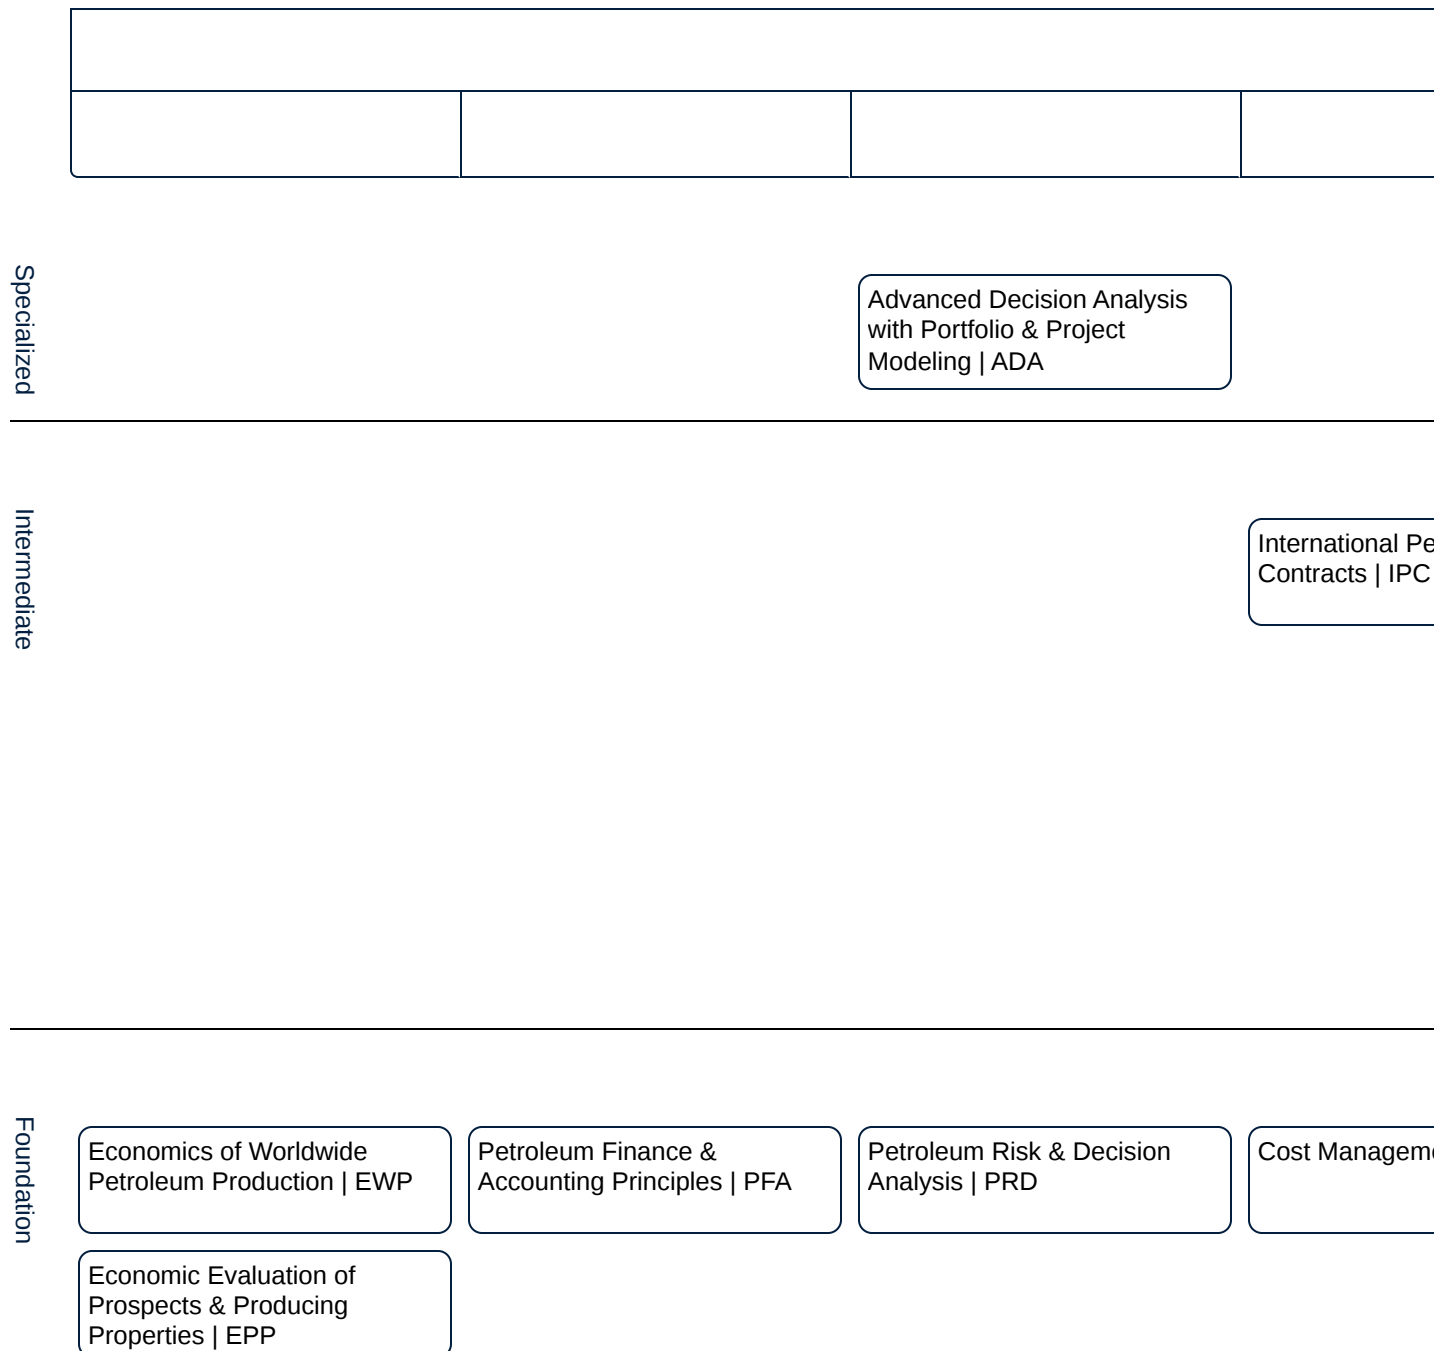 Specialized
Advanced Decision Analysis
with Portfolio & Project
Modeling | ADA
Intermediate
International
Contracts | IPC
Foundation
Economics of Worldwide
Petroleum Production | EWP
Petroleum Finance &
Accounting Principles | PFA
Petroleum Risk & Decision
Analysis | PRD
Cost
Economic Evaluation of
Prospects & Producing
Properties | EPP